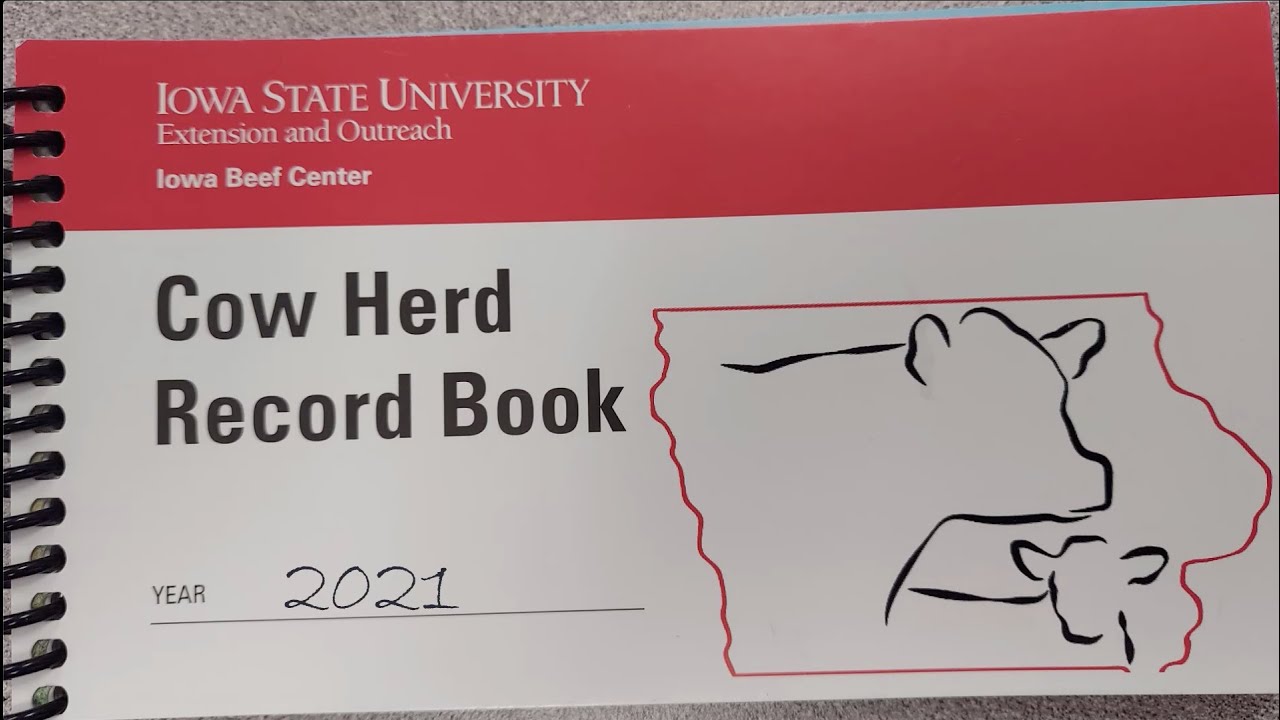 IOWA STATE UNIVERSITY
Extension and Outreach
Iowa Beef Center
Cow Herd
Record Book
YEAR 2021